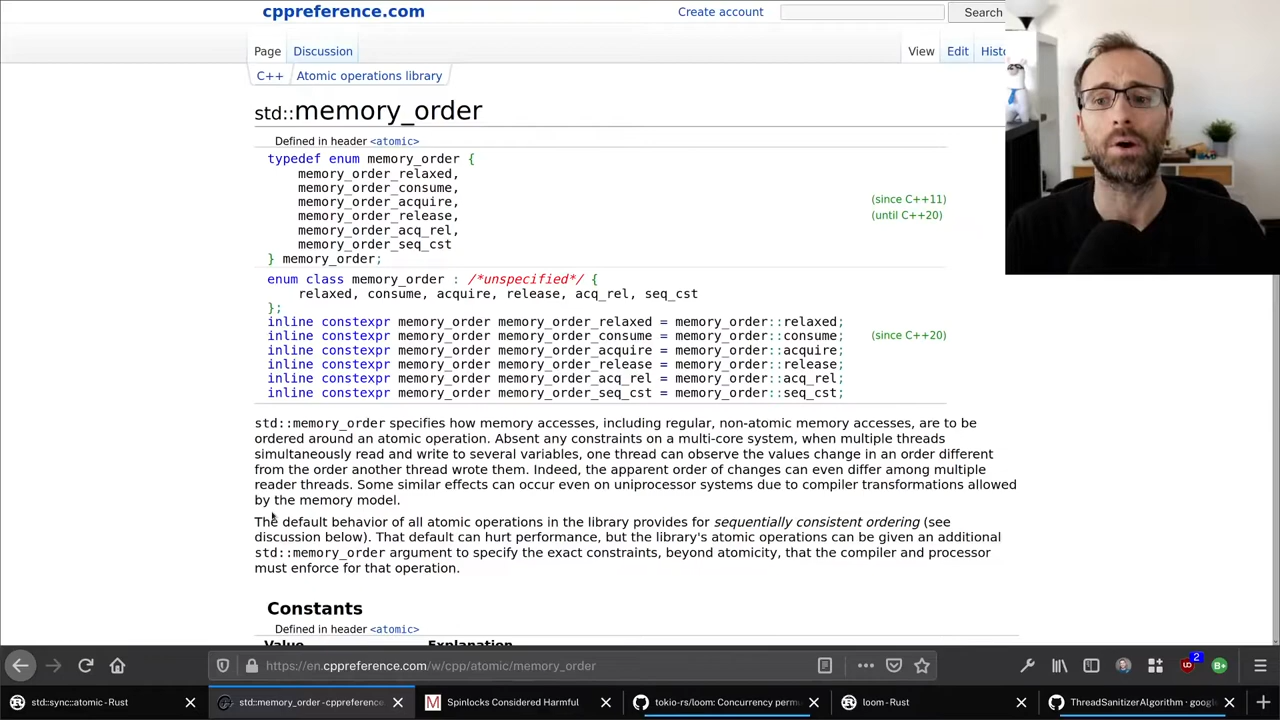 cppreference.com
Create account
Search
Page
Discussion
View
Edit
Histo
C++
Atomic operations library
std::memory_order
Defined in header <atomic>
typedef enum memory_order {
memory_order_relaxed,
memory_order_consume,
memory_order_acquire,
memory_order_release,
memory_order_acq_rel,
memory_order_seq_cst
} memory_order;
(since C++11)
(until C++20)
enum class memory_order : /*unspecified*/ {
relaxed, consume, acquire, release, acq_rel, seq_cst
};
inline constexpr memory_order memory_order_relaxed = memory_order::relaxed;
inline constexpr memory_order memory_order_consume = memory_order::consume;
inline constexpr memory_order memory_order_acquire = memory_order::acquire;
inline constexpr memory_order memory_order_release = memory_order::release;
inline constexpr memory_order memory_order_acq_rel = memory_order::acq_rel;
inline constexpr memory_order memory_order_seq_cst = memory_order::seq_cst;
(since C++20)
std::memory_order specifies how memory accesses, including regular, non-atomic memory accesses, are to be
ordered around an atomic operation. Absent any constraints on a multi-core system, when multiple threads
simultaneously read and write to several variables, one thread can observe the values change in an order different
from the order another thread wrote them. Indeed, the apparent order of changes can even differ among multiple
reader threads. Some similar effects can occur even on uniprocessor systems due to compiler transformations allowed
by the memory model.
The default behavior of all atomic operations in the library provides for sequentially consistent ordering (see
discussion below). That default can hurt performance, but the library's atomic operations can be given an additional
std::memory_order argument to specify the exact constraints, beyond atomicity, that the compiler and processor
must enforce for that operation.
Constants
Defined in header <atomic>
Value
Explanation
https://en.cppreference.com/w/cpp/atomic/memory_order
2
std::sync::atomic - Rust
std::memory_order - cppreference.
Spinlocks Considered Harmful
tokio-rs/loom: Concurrency perm
loom - Rust
ThreadSanitizerAlgorithm · google